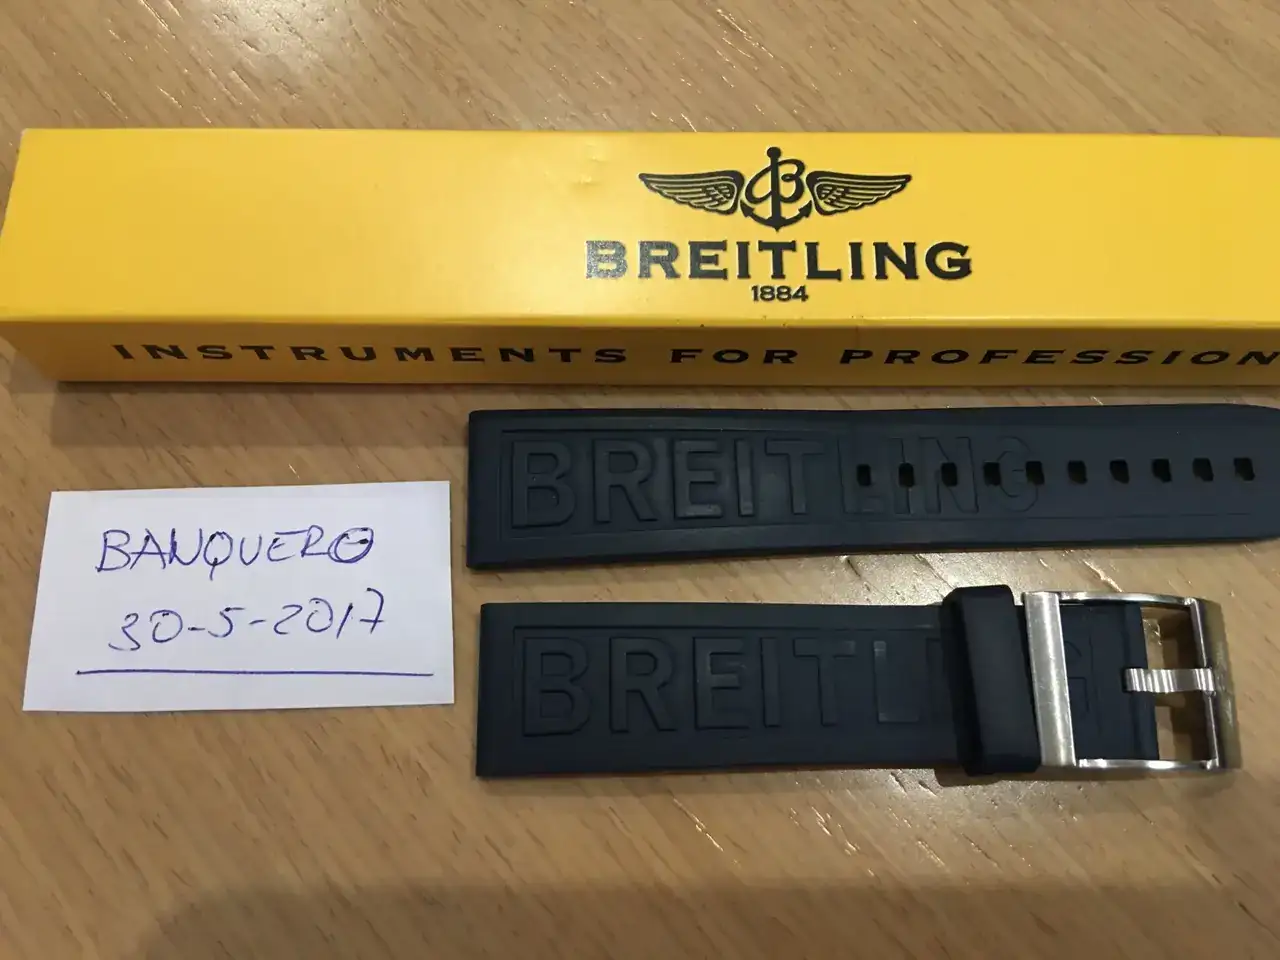 B
BREITLING
1884
INSTRUMENTS FOR PROFESSION
BREITLING
BANQUERO
30-5-2017
BREITLING